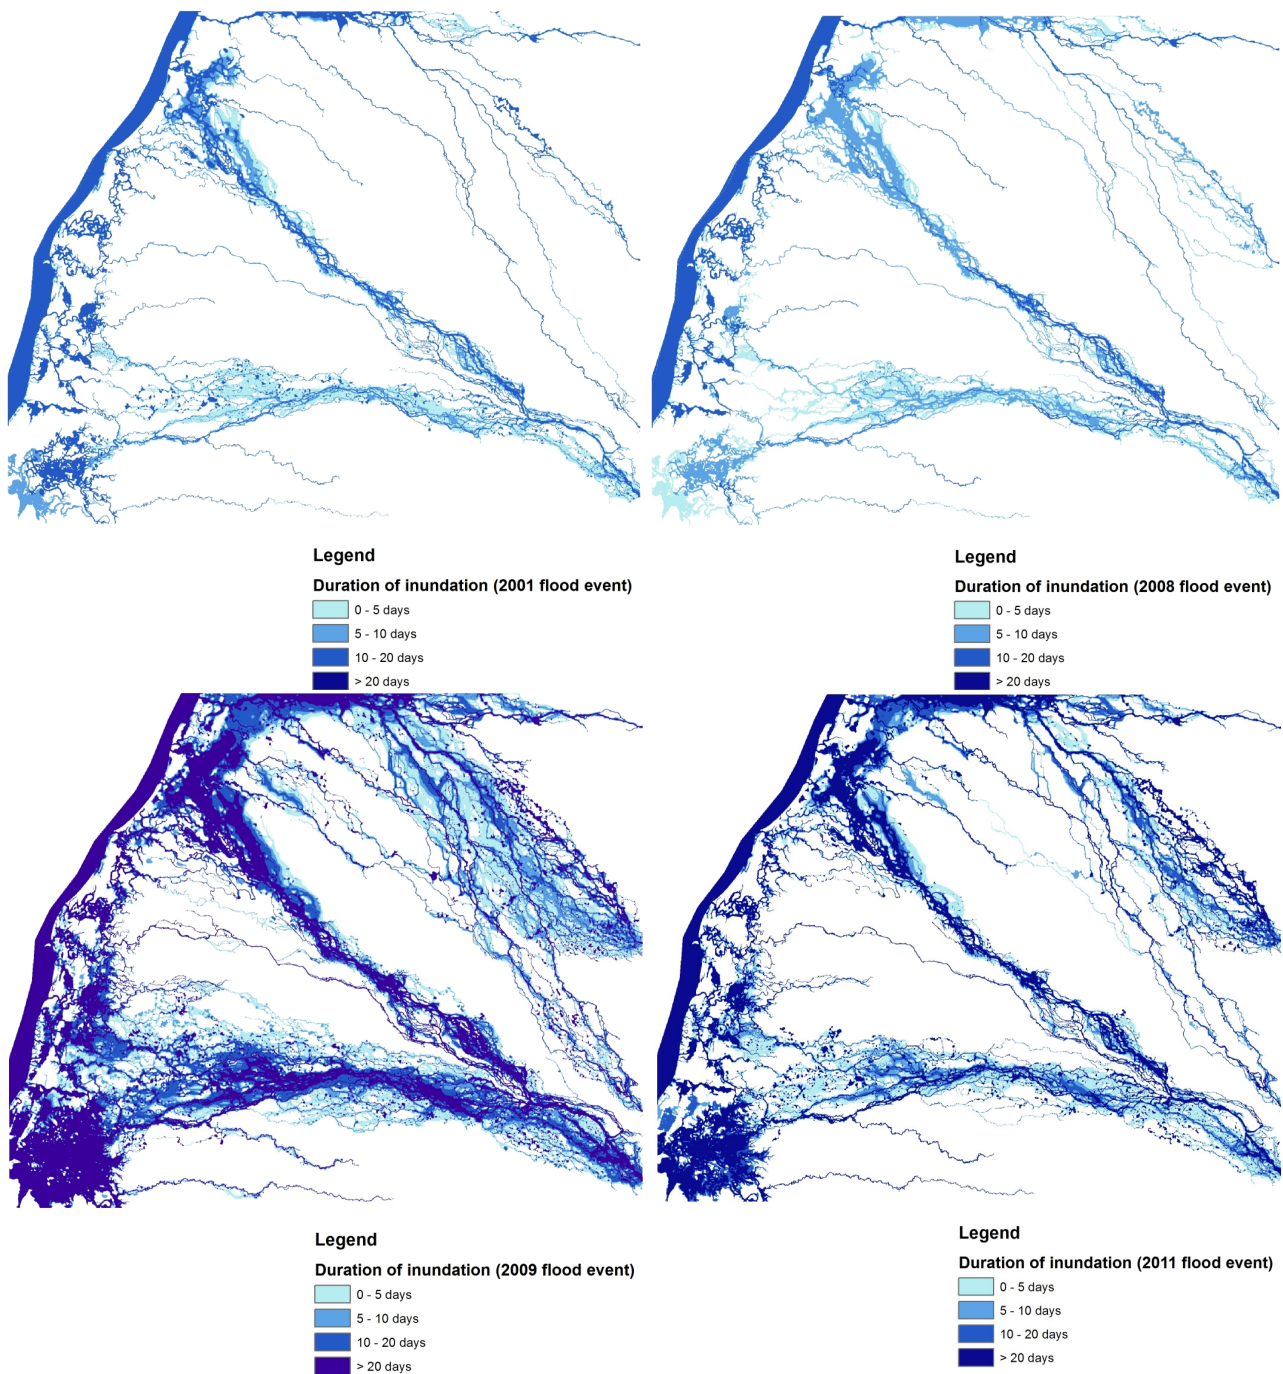 Legend
Duration of inundation (2001 flood event)
0 - 5 days
5 - 10 days
10 - 20 days
> 20 days
Legend
Duration of inundation (2008 flood event)
0 - 5 days
5 - 10 days
10 - 20 days
> 20 days
Legend
Duration of inundation (2009 flood event)
0 - 5 days
5 - 10 days
10 - 20 days
> 20 days
Legend
Duration of inundation (2011 flood event)
0 - 5 days
5 - 10 days
10 - 20 days
> 20 days